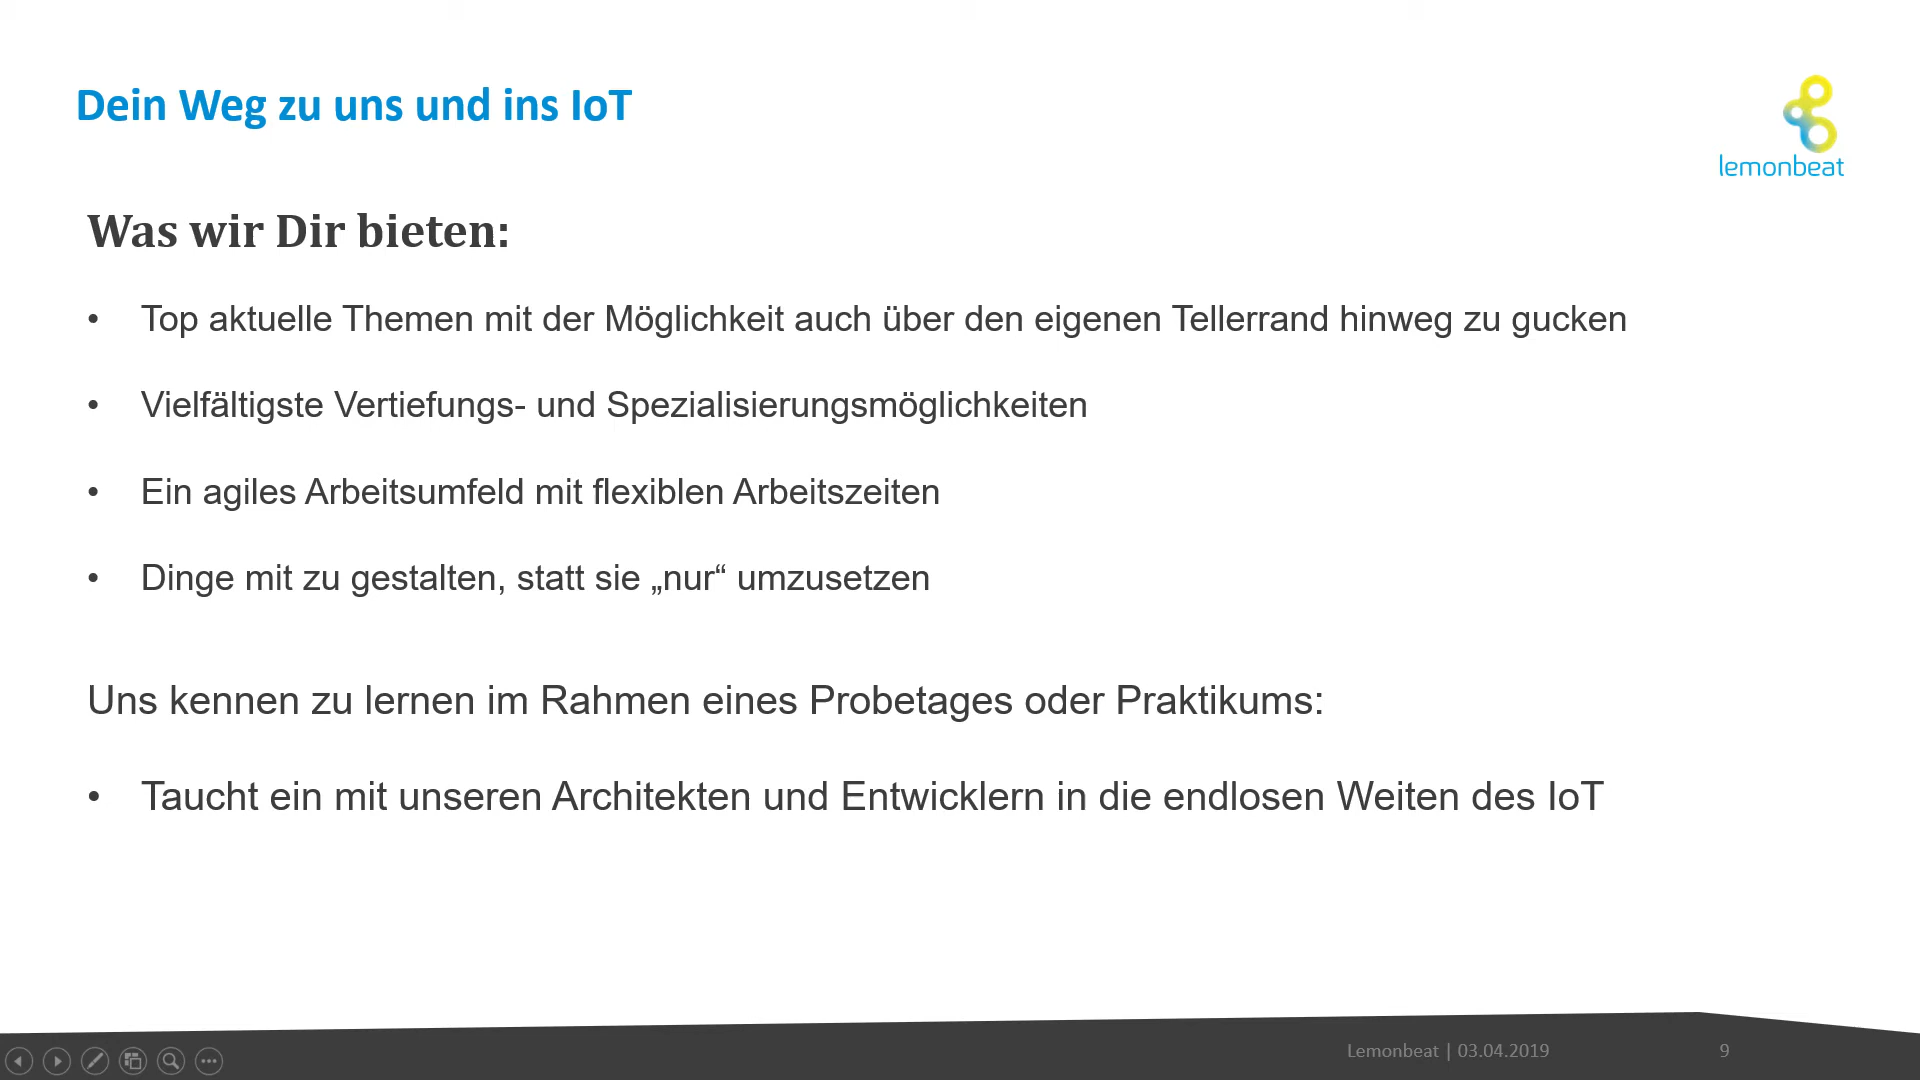 Dein Weg zu uns und ins IoT
lemonbeat
Was wir Dir bieten:
• Top aktuelle Themen mit der Möglichkeit auch über den eigenen Tellerrand hinweg zu gucken
• Vielfältigste Vertiefungs- und Spezialisierungsmöglichkeiten
• Ein agiles Arbeitsumfeld mit flexiblen Arbeitszeiten
• Dinge mit zu gestalten, statt sie „nur“ umzusetzen
Uns kennen zu lernen im Rahmen eines Probetages oder Praktikums:
• Taucht ein mit unseren Architekten und Entwicklern in die endlosen Weiten des IoT
Lemonbeat | 03.04.2019
9